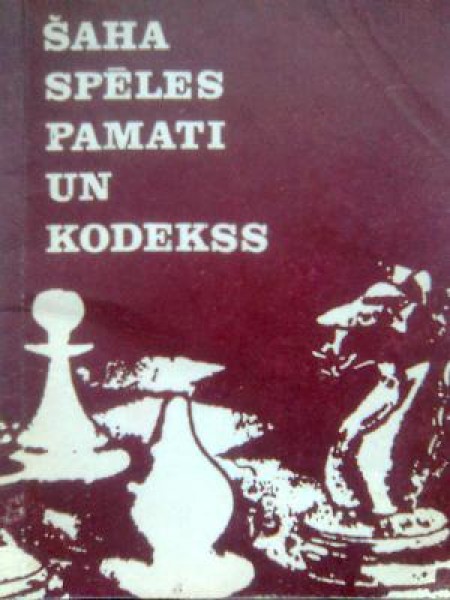 ŠAHA
SPĒLES
PAMATI
UN
KODEKSS